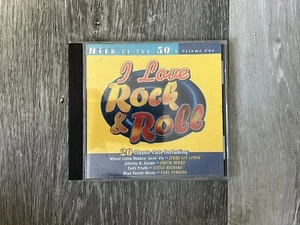 Hits Of The 50's Volume One
I Love
Rock
& Roll
20 Classic Cuts Including:
Whole Lotta Shakin' Goin' On — JERRY LEE LEWIS
Johnny B. Goode — CHUCK BERRY
Tutti Frutti — LITTLE RICHARD
Blue Suede Shoes — CARL PERKINS